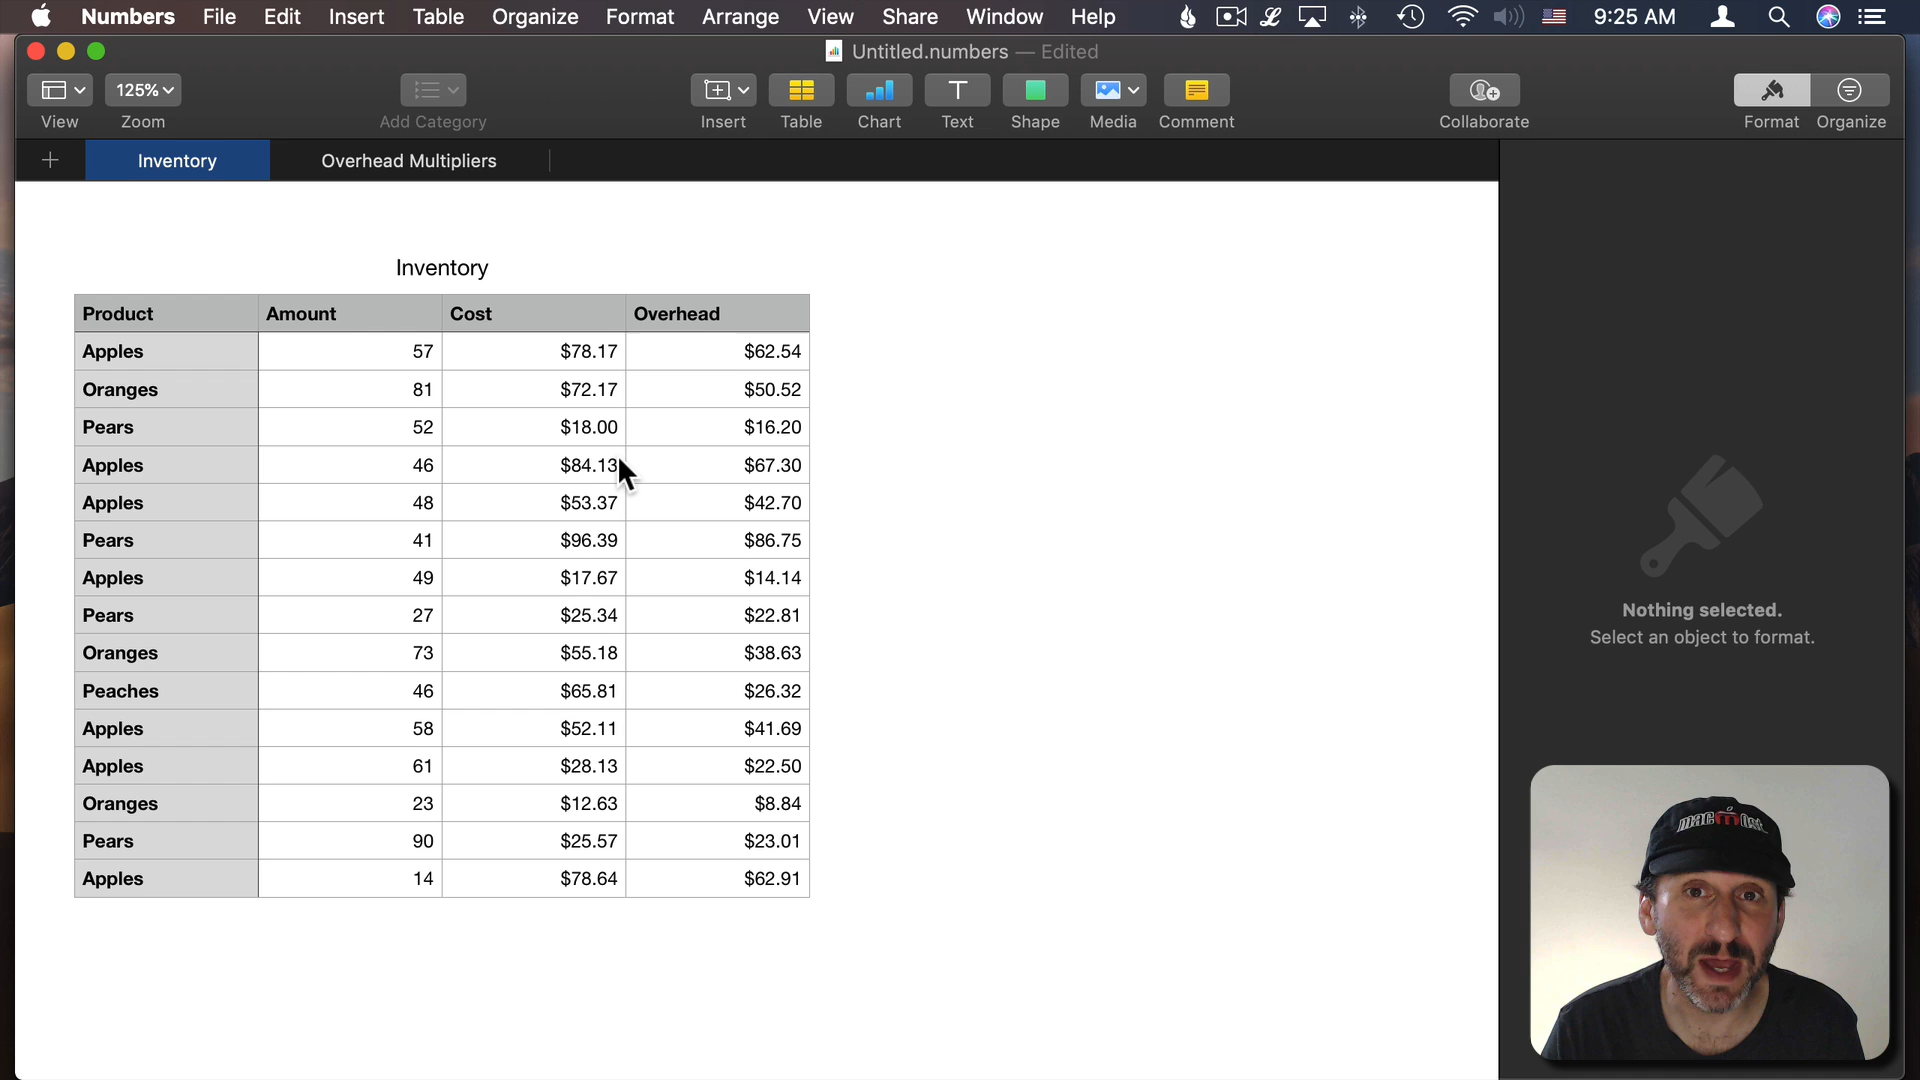 Numbers File Edit Insert Table Organize Format Arrange View Share Window Help 9:25 AM
Untitled.numbers — Edited
125%
View Zoom Add Category Insert Table Chart Text Shape Media Comment Collaborate Format Organize
Inventory Overhead Multipliers
Inventory
Product Amount Cost Overhead
Apples 57 $78.17 $62.54
Oranges 81 $72.17 $50.52
Pears 52 $18.00 $16.20
Apples 46 $84.13 $67.30
Apples 48 $53.37 $42.70
Pears 41 $96.39 $86.75
Apples 49 $17.67 $14.14
Pears 27 $25.34 $22.81
Oranges 73 $55.18 $38.63
Peaches 46 $65.81 $26.32
Apples 58 $52.11 $41.69
Apples 61 $28.13 $22.50
Oranges 23 $12.63 $8.84
Pears 90 $25.57 $23.01
Apples 14 $78.64 $62.91
Nothing selected.
Select an object to format.
macmost